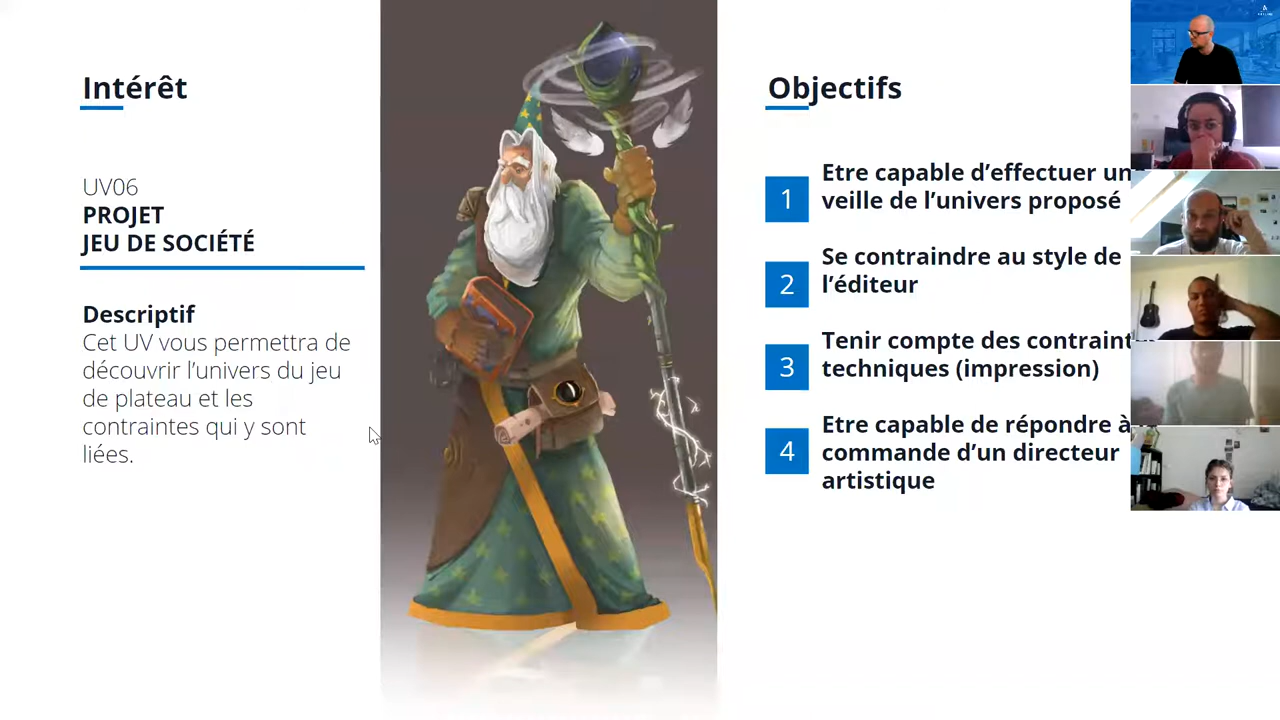 Intérêt
UV06
PROJET
JEU DE SOCIÉTÉ
Descriptif
Cet UV vous permettra de
découvrir l’univers du jeu
de plateau et les
contraintes qui y sont
liées.
Objectifs
1
Etre capable d’effectuer un
veille de l’univers proposé
2
Se contraindre au style de
l’éditeur
3
Tenir compte des contraint
techniques (impression)
4
Etre capable de répondre à
commande d’un directeur
artistique